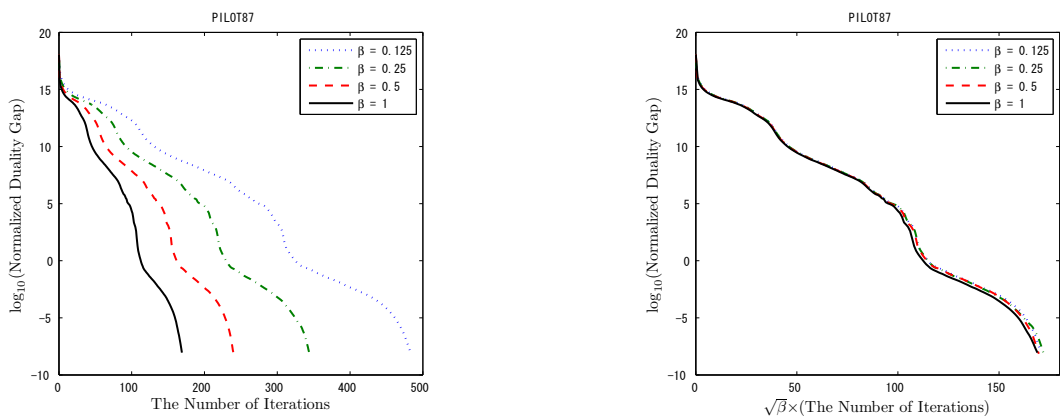 PILOT87
20
15
10
5
0
−5
−10
0
100
200
300
400
500
β = 0.125
β = 0.25
β = 0.5
β = 1
log10(Normalized Duality Gap)
The Number of Iterations
PILOT87
20
15
10
5
0
−5
−10
0
50
100
150
β = 0.125
β = 0.25
β = 0.5
β = 1
log10(Normalized Duality Gap)
√β×(The Number of Iterations)